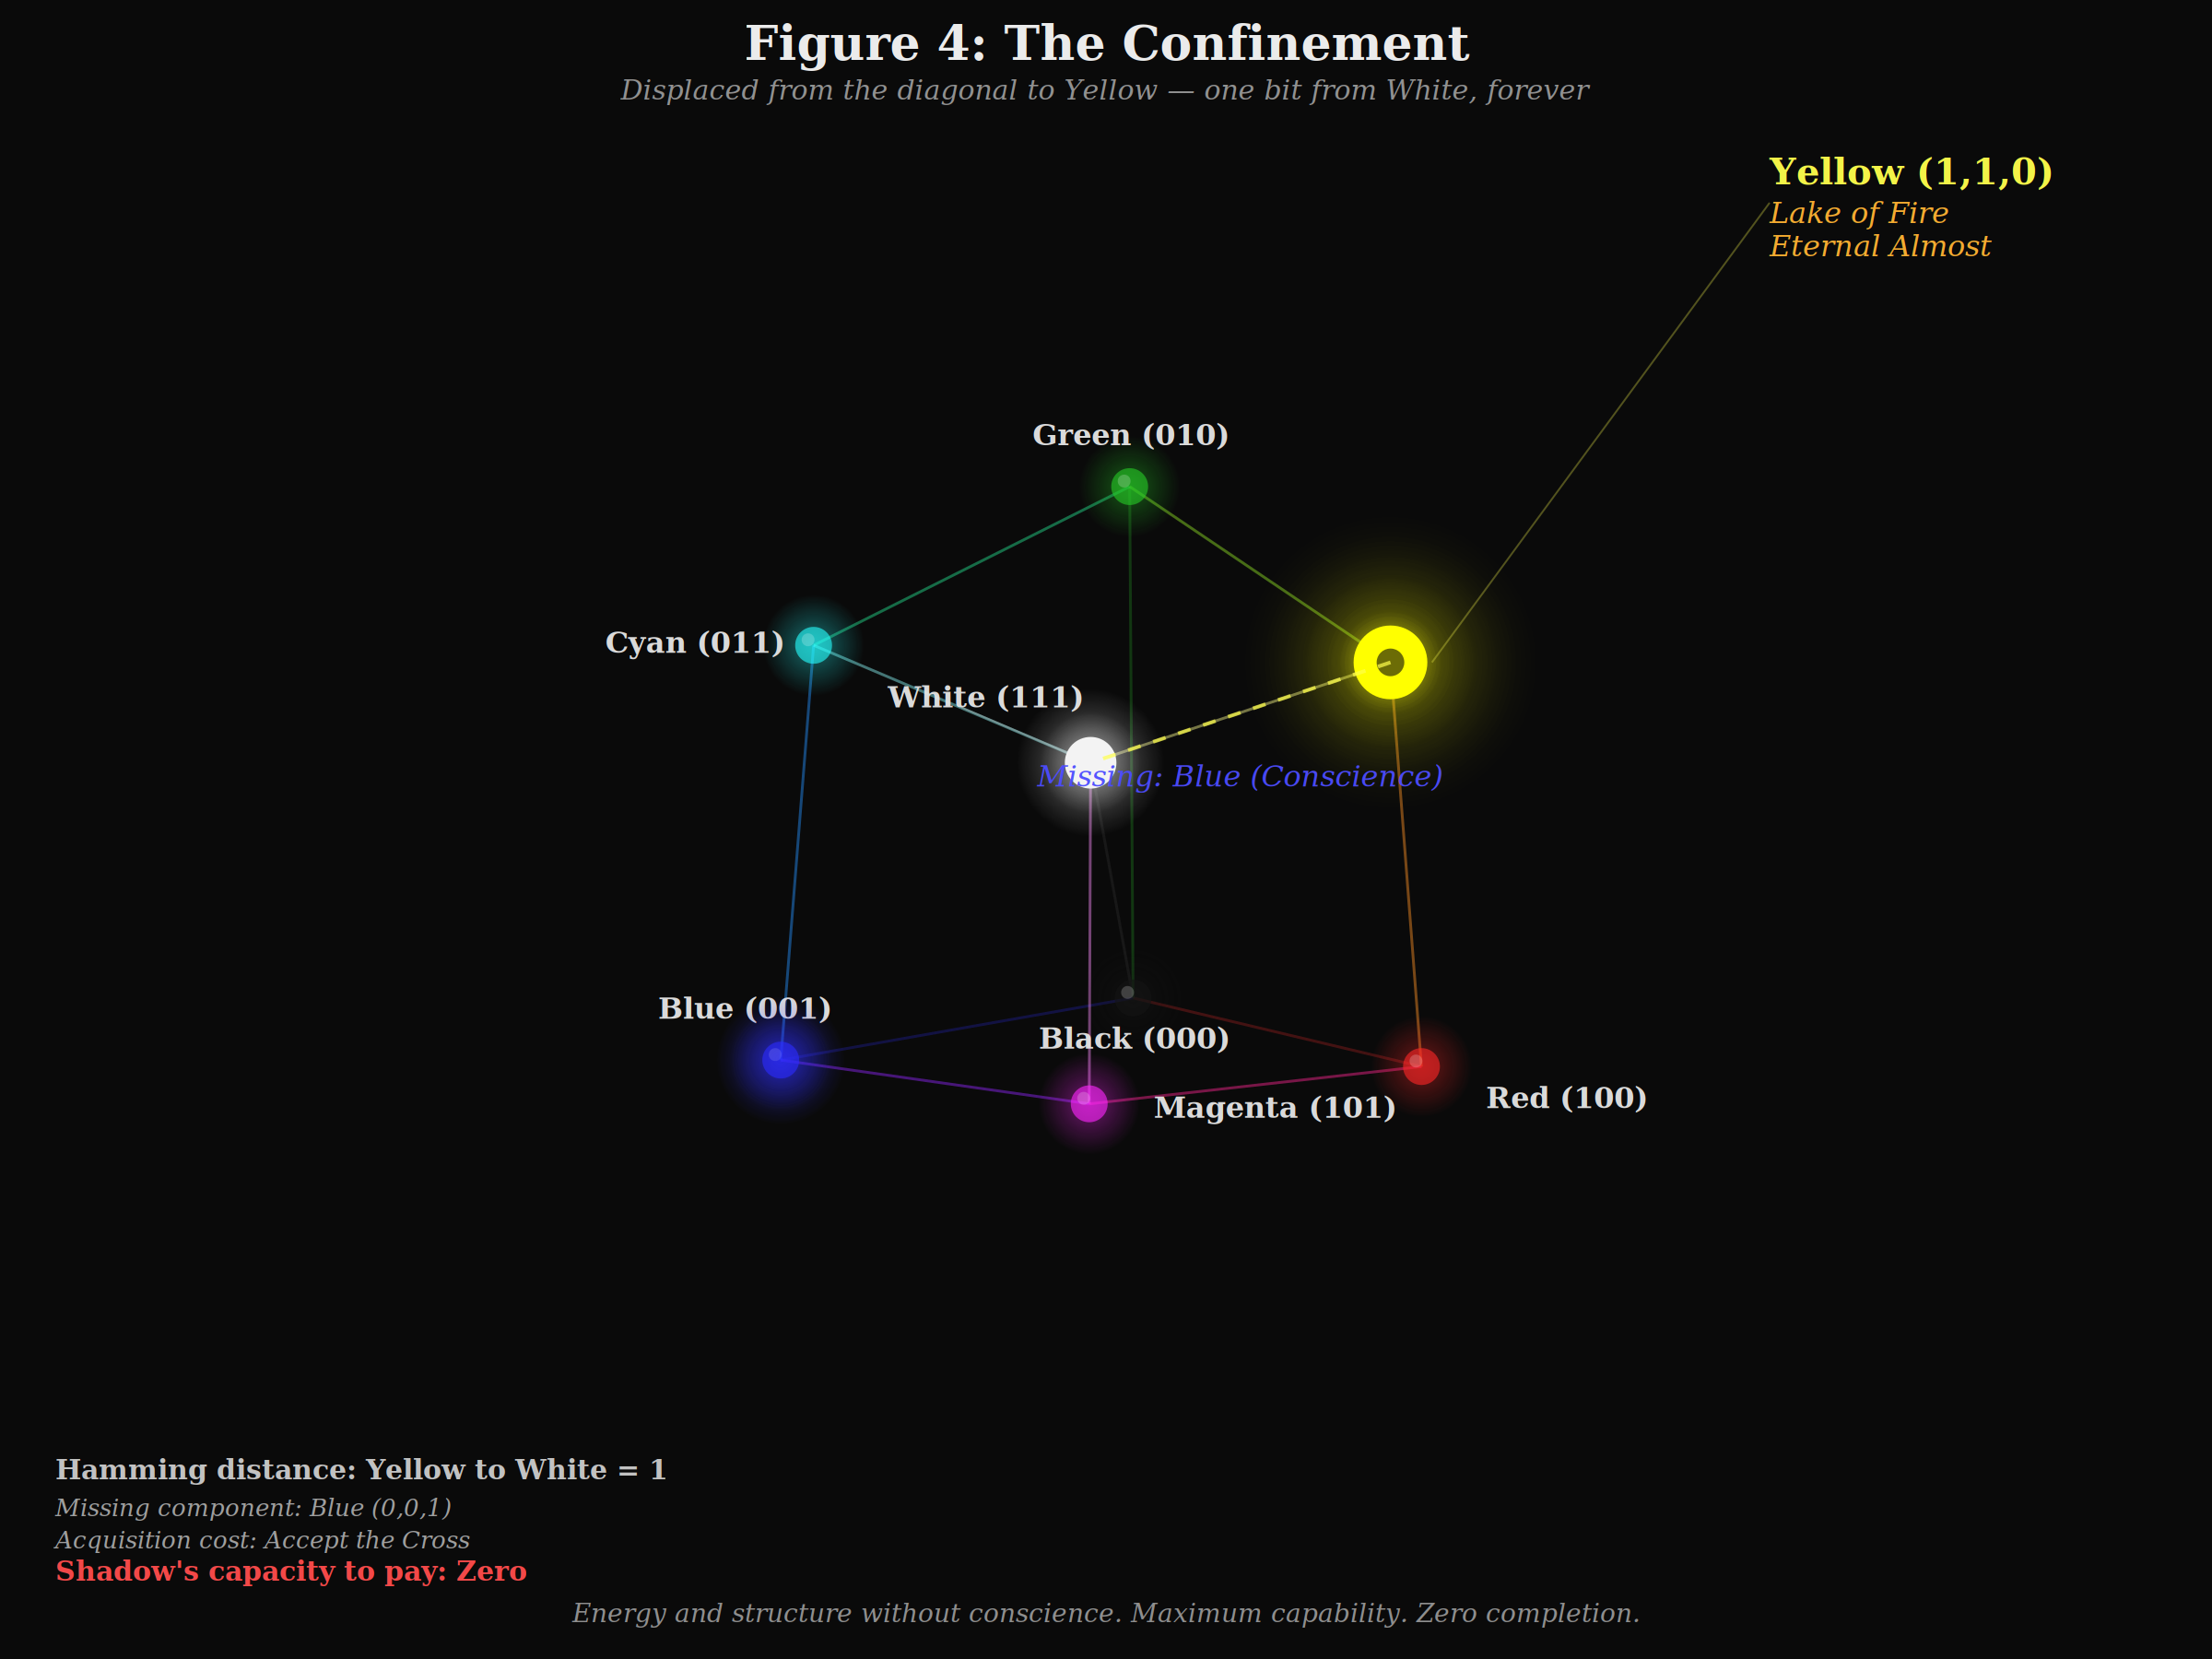 Figure 4: The Confinement
Displaced from the diagonal to Yellow — one bit from White, forever
Yellow (1,1,0)
Lake of Fire
Eternal Almost
Green (010)
Cyan (011)
White (111)
Missing: Blue (Conscience)
Blue (001)
Black (000)
Magenta (101)
Red (100)
Hamming distance: Yellow to White = 1
Missing component: Blue (0,0,1)
Acquisition cost: Accept the Cross
Shadow's capacity to pay: Zero
Energy and structure without conscience. Maximum capability. Zero completion.